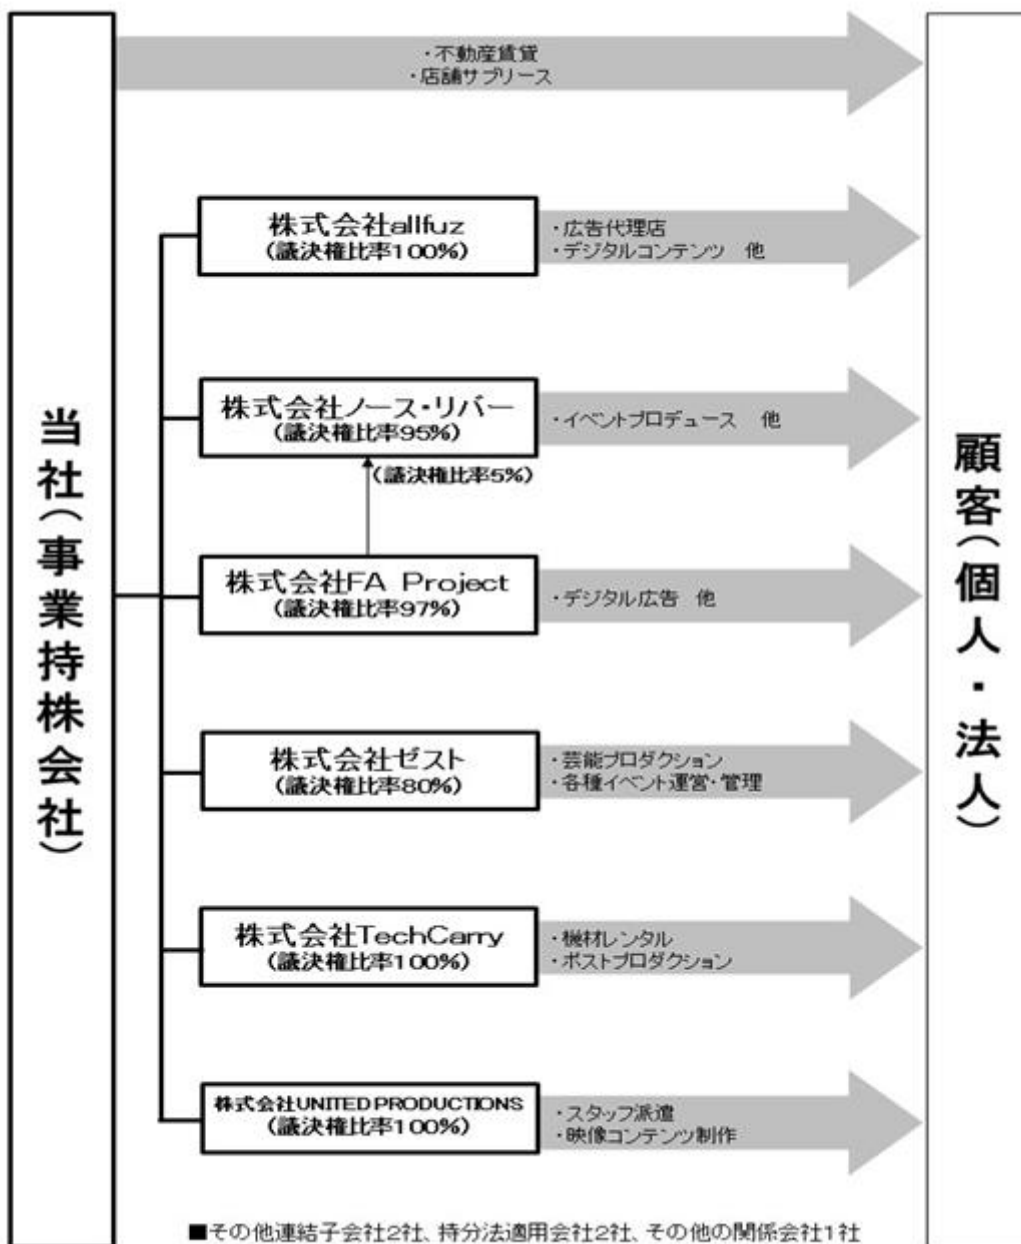 当社(事業持株会社)
・不動産賃貸
・店舗サブリース
株式会社allfuz
(議決権比率100%)
・広告代理店
・デジタルコンテンツ 他
株式会社ノース・リバー
(議決権比率95%)
・イベントプロデュース 他
(議決権比率5%)
株式会社FA Project
(議決権比率97%)
・デジタル広告 他
株式会社ゼスト
(議決権比率80%)
・芸能プロダクション
・各種イベント運営・管理
株式会社TechCarry
(議決権比率100%)
・機材レンタル
・ポストプロダクション
株式会社UNITED PRODUCTIONS
(議決権比率100%)
・スタッフ派遣
・映像コンテンツ制作
顧客(個人・法人)
■その他連結子会社2社、持分法適用会社2社、その他の関係会社1社